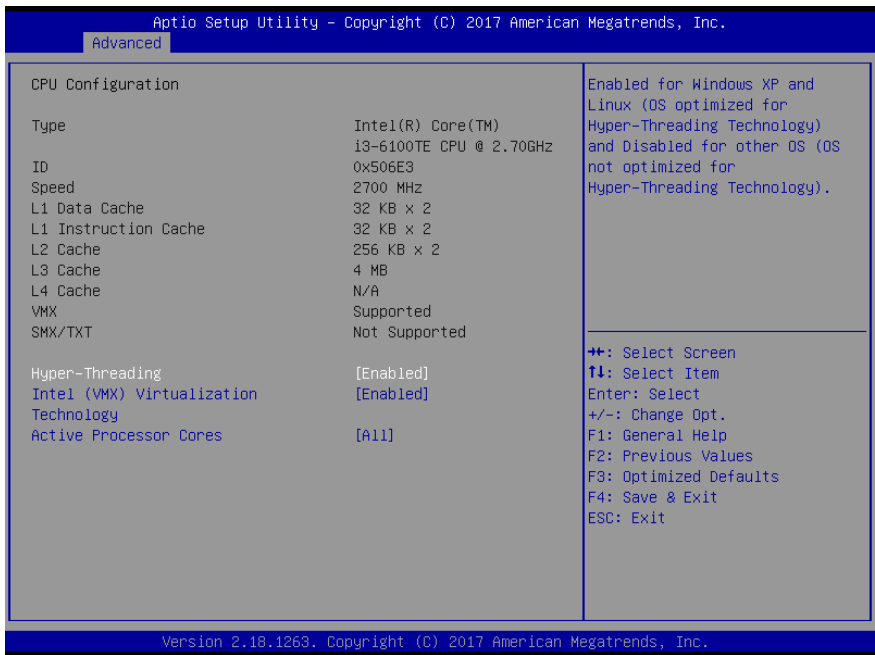 Aptio Setup Utility – Copyright (C) 2017 American Megatrends, Inc.
Advanced
CPU Configuration
Type Intel(R) Core(TM)
i3-6100TE CPU @ 2.70GHz
ID 0x506E3
Speed 2700 MHz
L1 Data Cache 32 KB x 2
L1 Instruction Cache 32 KB x 2
L2 Cache 256 KB x 2
L3 Cache 4 MB
L4 Cache N/A
VMX Supported
SMX/TXT Not Supported
Hyper-Threading [Enabled]
Intel (VMX) Virtualization [Enabled]
Technology
Active Processor Cores [All]
Enabled for Windows XP and
Linux (OS optimized for
Hyper-Threading Technology)
and Disabled for other OS (OS
not optimized for
Hyper-Threading Technology).
→←: Select Screen
↑↓: Select Item
Enter: Select
+/-: Change Opt.
F1: General Help
F2: Previous Values
F3: Optimized Defaults
F4: Save & Exit
ESC: Exit
Version 2.18.1263. Copyright (C) 2017 American Megatrends, Inc.